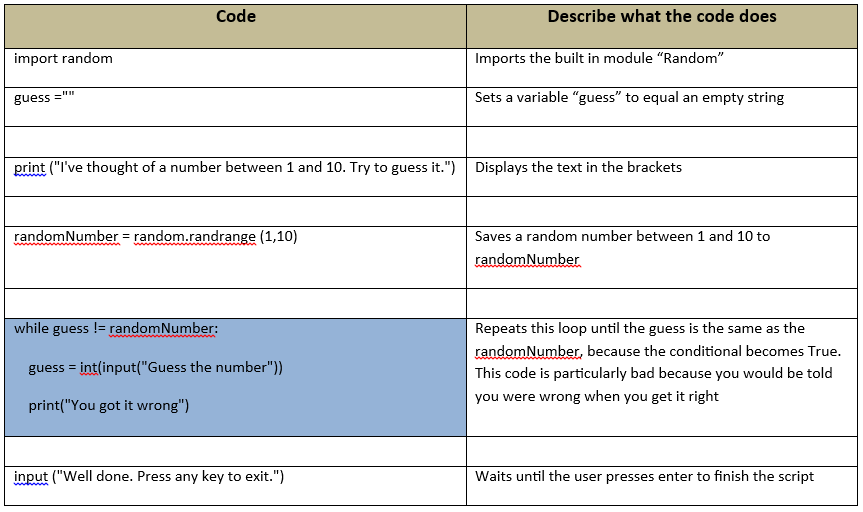 Code
Describe what the code does
import random
Imports the built in module “Random”
guess =""
Sets a variable “guess” to equal an empty string
print ("I've thought of a number between 1 and 10. Try to guess it.")
Displays the text in the brackets
randomNumber = random.randrange (1,10)
Saves a random number between 1 and 10 to
randomNumber
while guess != randomNumber:
guess = int(input("Guess the number"))
print("You got it wrong")
Repeats this loop until the guess is the same as the
randomNumber, because the conditional becomes True.
This code is particularly bad because you would be told
you were wrong when you get it right
input ("Well done. Press any key to exit.")
Waits until the user presses enter to finish the script